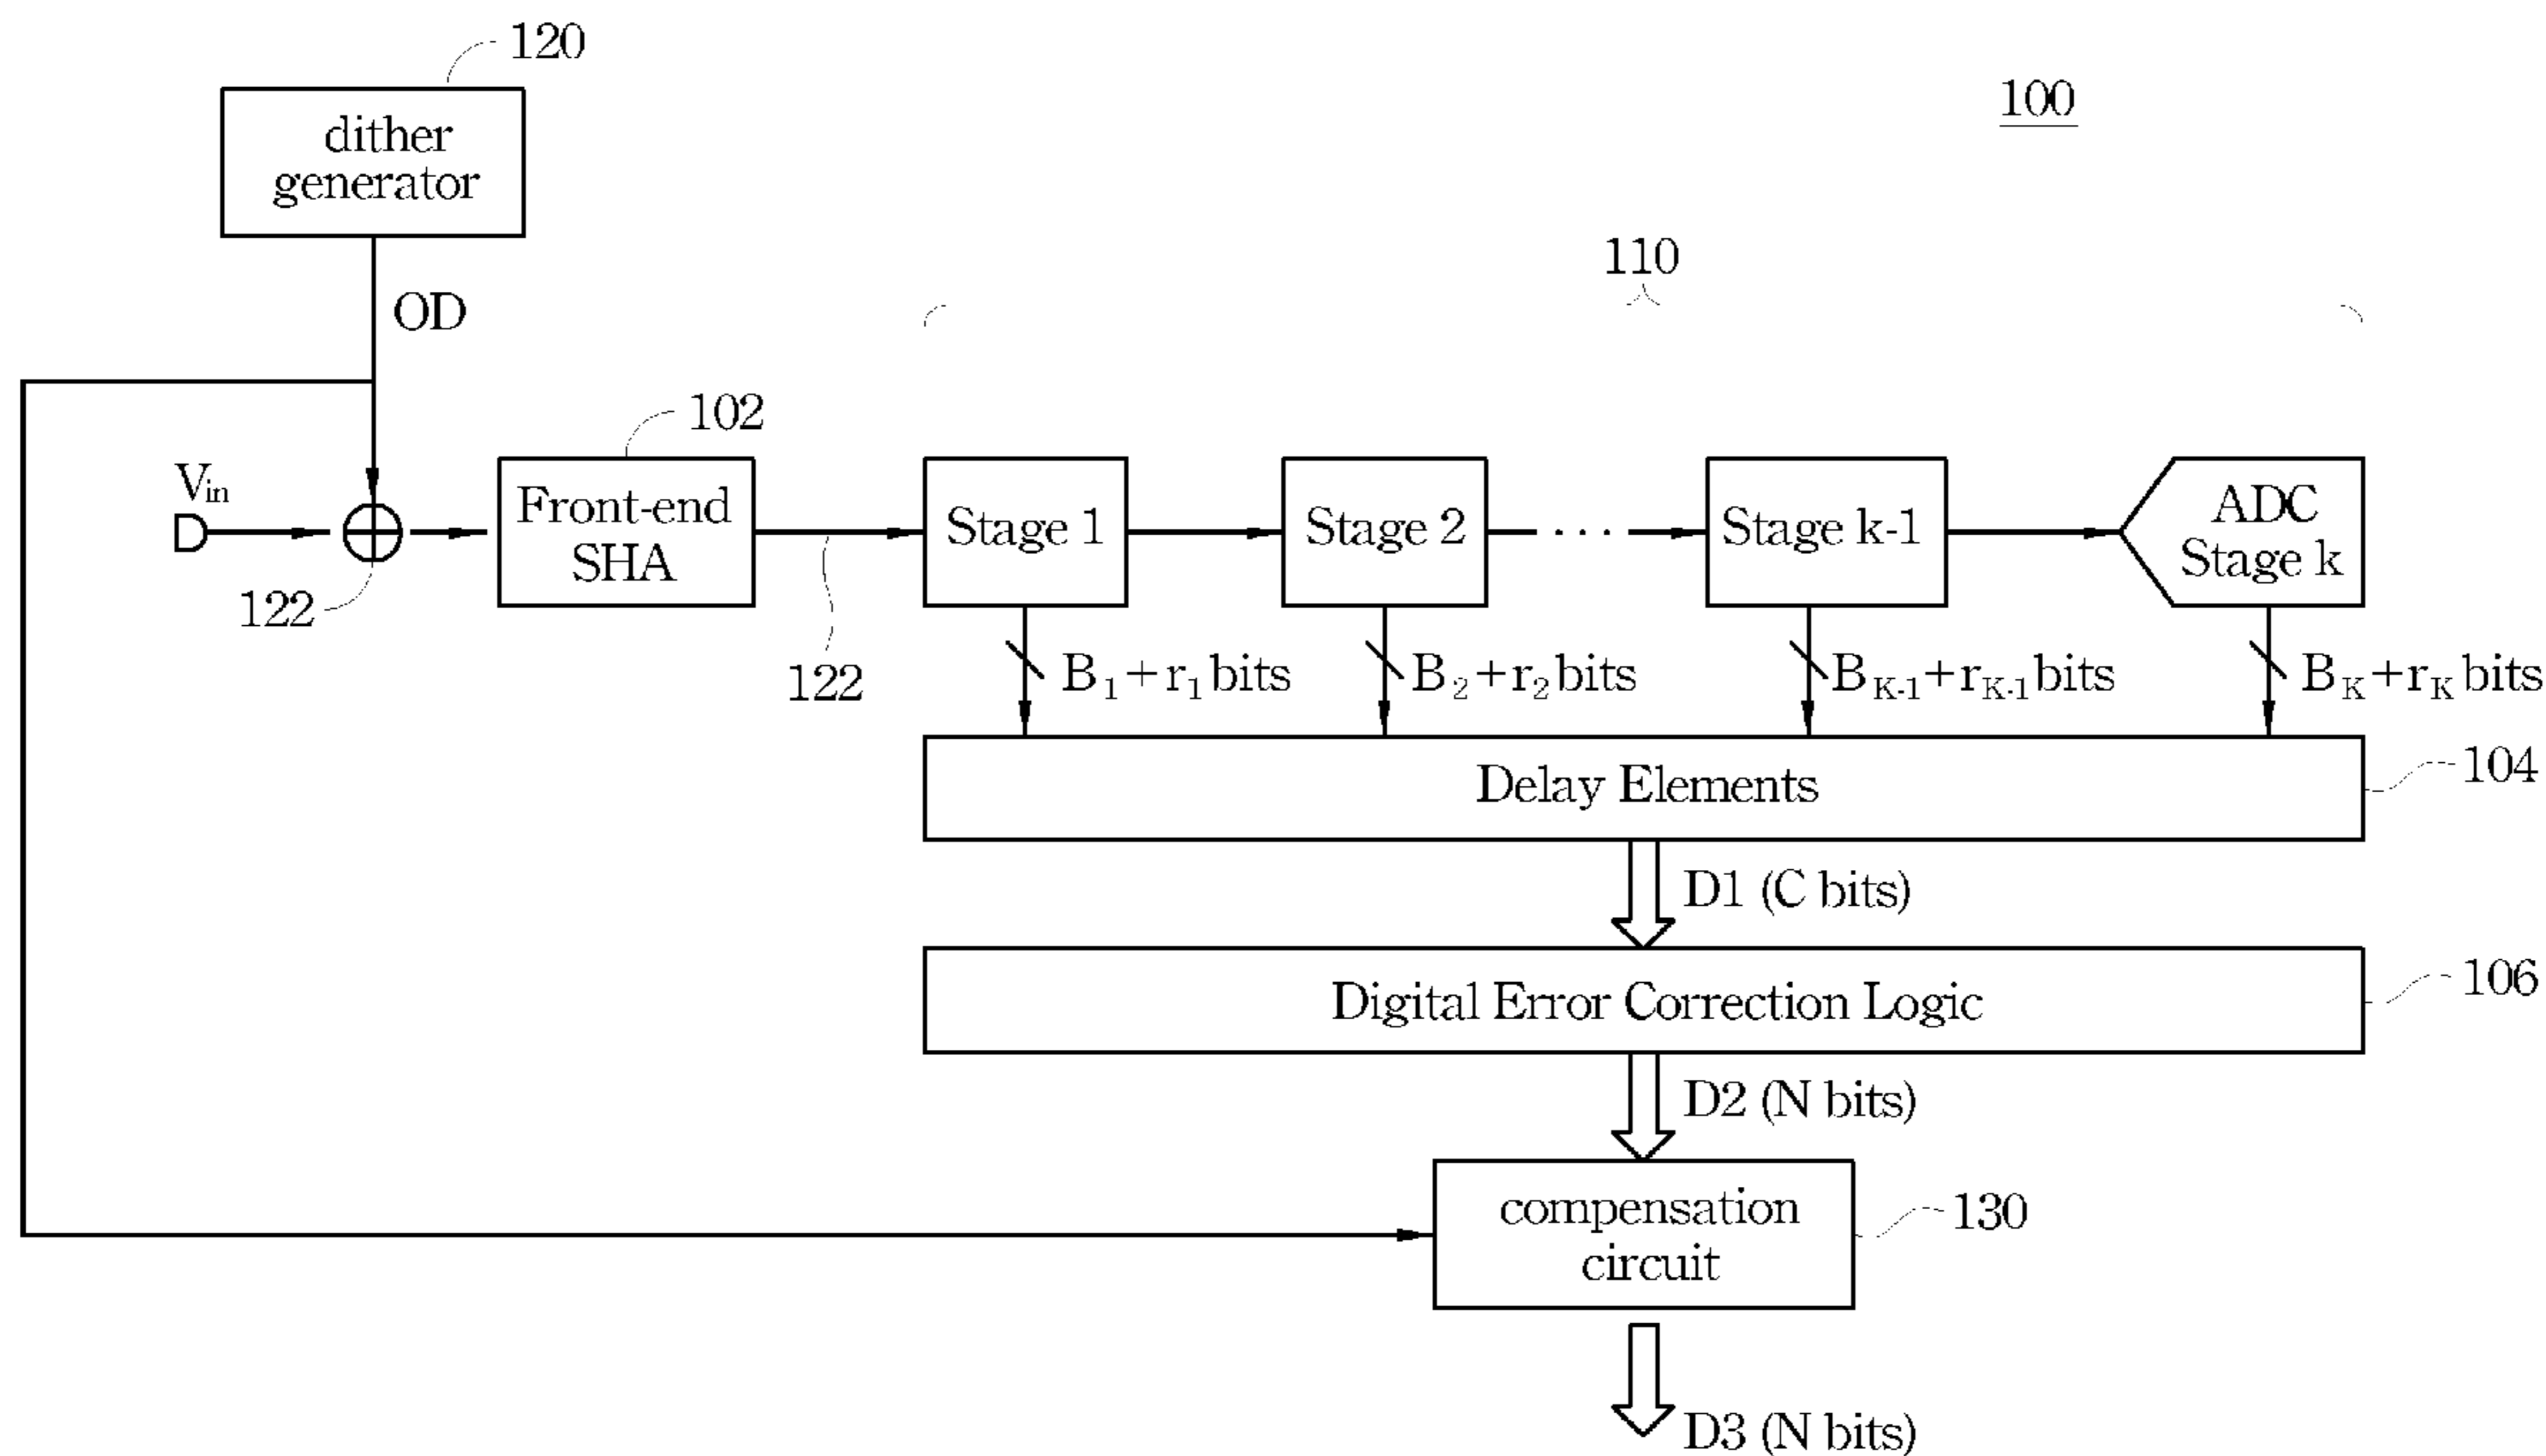 120
100
dither
generator
110
OD
102
Vin
Front-end
SHA
Stage 1
Stage 2
...
Stage k-1
ADC
Stage k
122
122
B1+r1 bits
B2+r2 bits
BK-1+rK-1 bits
BK+rK bits
Delay Elements
104
D1 (C bits)
Digital Error Correction Logic
106
D2 (N bits)
compensation
circuit
130
D3 (N bits)